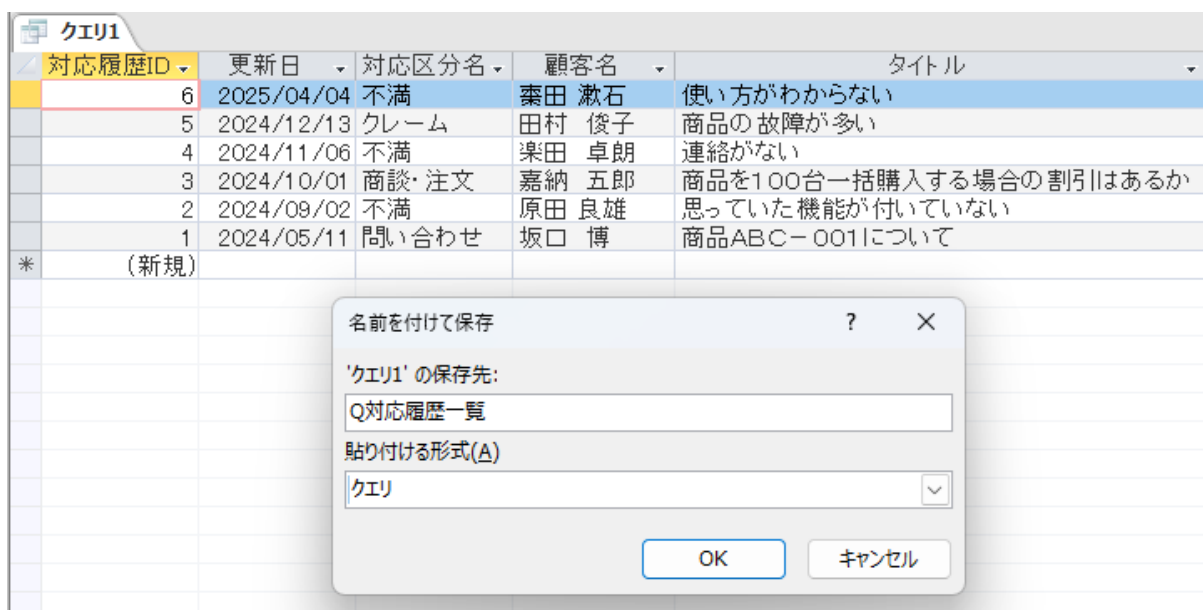 クエリ1
対応履歴ID 更新日 対応区分名 顧客名 タイトル
6 2025/04/04 不満 棗田 漱石 使い方がわからない
5 2024/12/13 クレーム 田村 俊子 商品の故障が多い
4 2024/11/06 不満 楽田 卓朗 連絡がない
3 2024/10/01 商談・注文 嘉納 五郎 商品を100台一括購入する場合の割引はあるか
2 2024/09/02 不満 原田 良雄 思っていた機能が付いていない
1 2024/05/11 問い合わせ 坂口 博 商品ABC-001について
* (新規)
名前を付けて保存 ? ×
'クエリ1' の保存先:
Q対応履歴一覧
貼り付ける形式(A)
クエリ
OK キャンセル